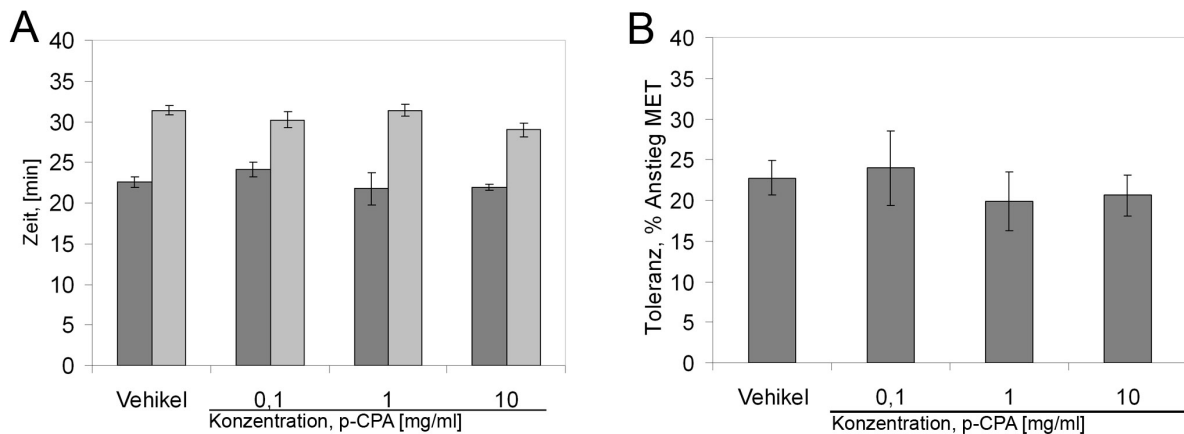 A
Zeit, [min]
40
35
30
25
20
15
10
5
0
Vehikel 0,1 1 10
Konzentration, p-CPA [mg/ml]
B
Toleranz, % Anstieg MET
40
35
30
25
20
15
10
5
0
Vehikel 0,1 1 10
Konzentration, p-CPA [mg/ml]